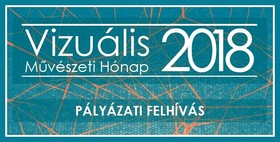 Vizuális 2018
Művészeti Hónap
PÁLYÁZATI FELHÍVÁS